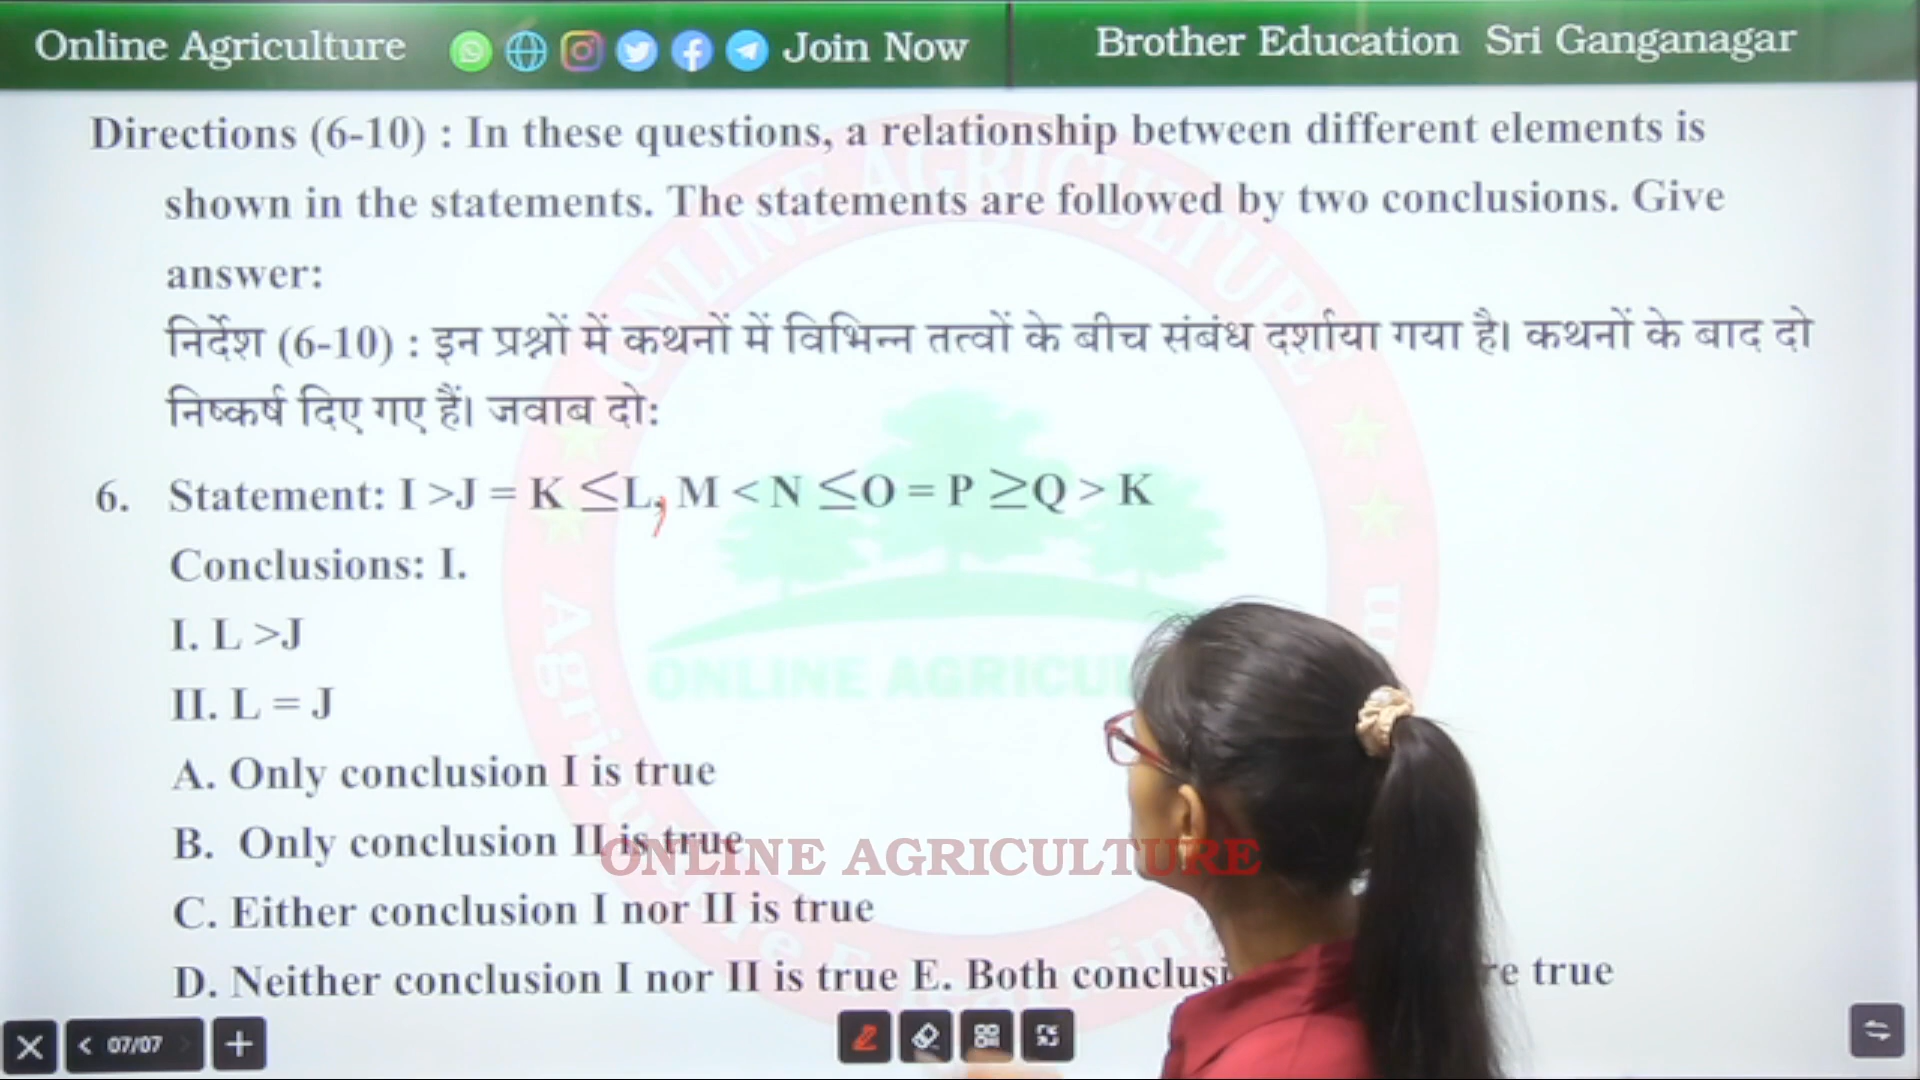 Online Agriculture Join Now Brother Education Sri Ganganagar
Directions (6-10) : In these questions, a relationship between different elements is
shown in the statements. The statements are followed by two conclusions. Give
answer:
निर्देश (6-10) : इन प्रश्नों में कथनों में विभिन्न तत्वों के बीच संबंध दर्शाया गया है। कथनों के बाद दो
निष्कर्ष दिए गए हैं। जवाब दो:
6. Statement: I >J = K ≤L, M < N ≤O = P ≥Q > K
Conclusions: I.
I. L >J
II. L = J
A. Only conclusion I is true
B. Only conclusion II is true
ONLINE AGRICULTURE
C. Either conclusion I nor II is true
D. Neither conclusion I nor II is true E. Both true
07/07
ONLINE AGRICULTURE